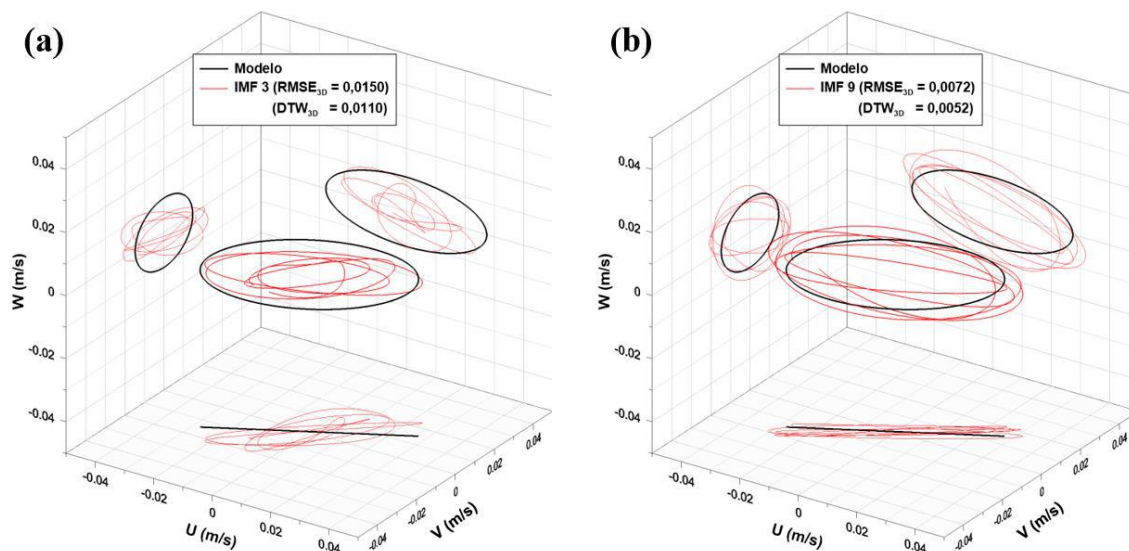 (a)
Modelo
IMF 3 (RMSE3D = 0,0150)
(DTW3D = 0,0110)
W (m/s)
0.04
0.02
0
-0.02
-0.04
-0.04
-0.02
0
0.02
0.04
U (m/s)
-0.04
-0.02
0
0.02
0.04
V (m/s)
(b)
Modelo
IMF 9 (RMSE3D = 0,0072)
(DTW3D = 0,0052)
W (m/s)
0.04
0.02
0
-0.02
-0.04
-0.04
-0.02
0
0.02
0.04
U (m/s)
-0.04
-0.02
0
0.02
0.04
V (m/s)